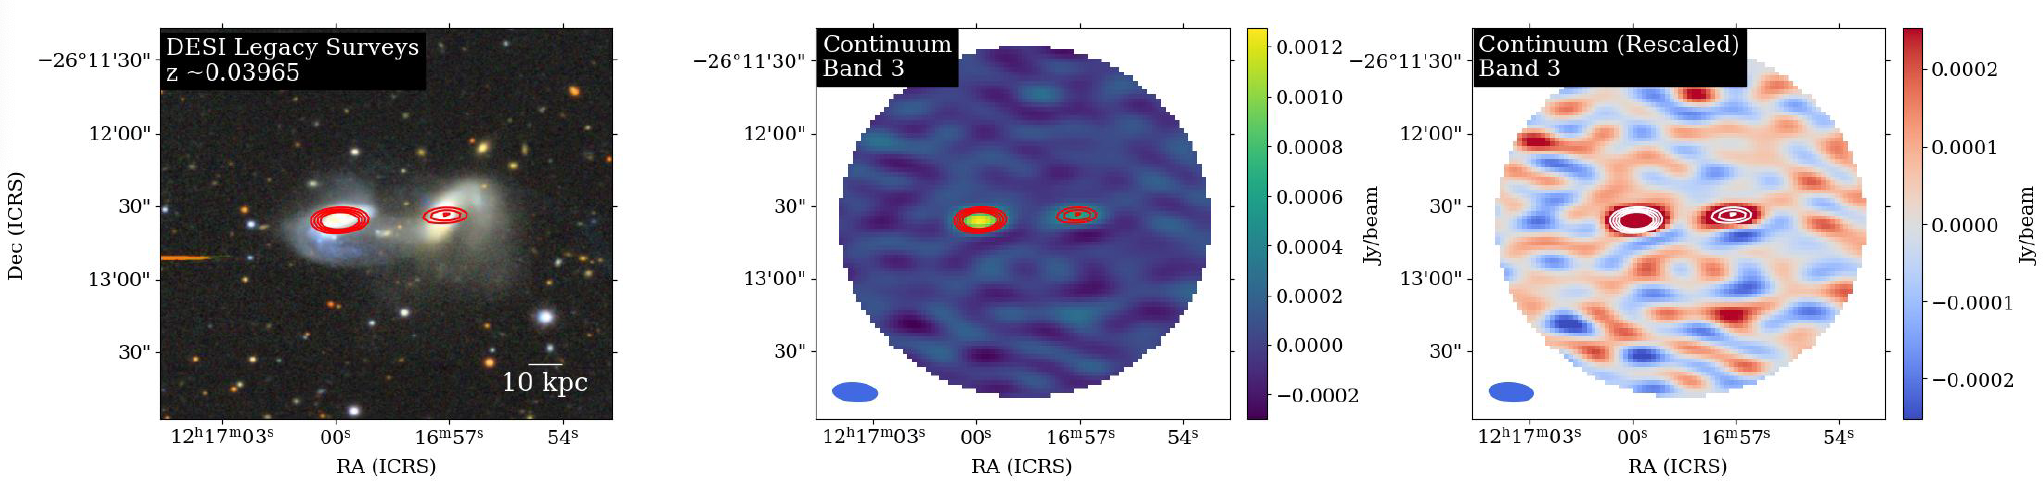 DESI Legacy Surveys
z ~0.03965
−26°11'30"
12'00"
30"
13'00"
30"
Dec (ICRS)
10 kpc
12ʰ17ᵐ03ˢ
00ˢ
16ᵐ57ˢ
54ˢ
RA (ICRS)
Continuum
Band 3
−26°11'30"
12'00"
30"
13'00"
30"
12ʰ17ᵐ03ˢ
00ˢ
16ᵐ57ˢ
54ˢ
RA (ICRS)
0.0012
0.0010
0.0008
0.0006
0.0004
0.0002
0.0000
−0.0002
Jy/beam
Continuum (Rescaled)
Band 3
−26°11'30"
12'00"
30"
13'00"
30"
12ʰ17ᵐ03ˢ
00ˢ
16ᵐ57ˢ
54ˢ
RA (ICRS)
0.0002
0.0001
0.0000
−0.0001
−0.0002
Jy/beam